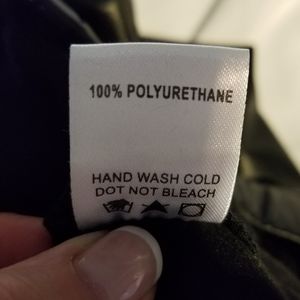 100% POLYURETHANE
HAND WASH COLD
DOT NOT BLEACH